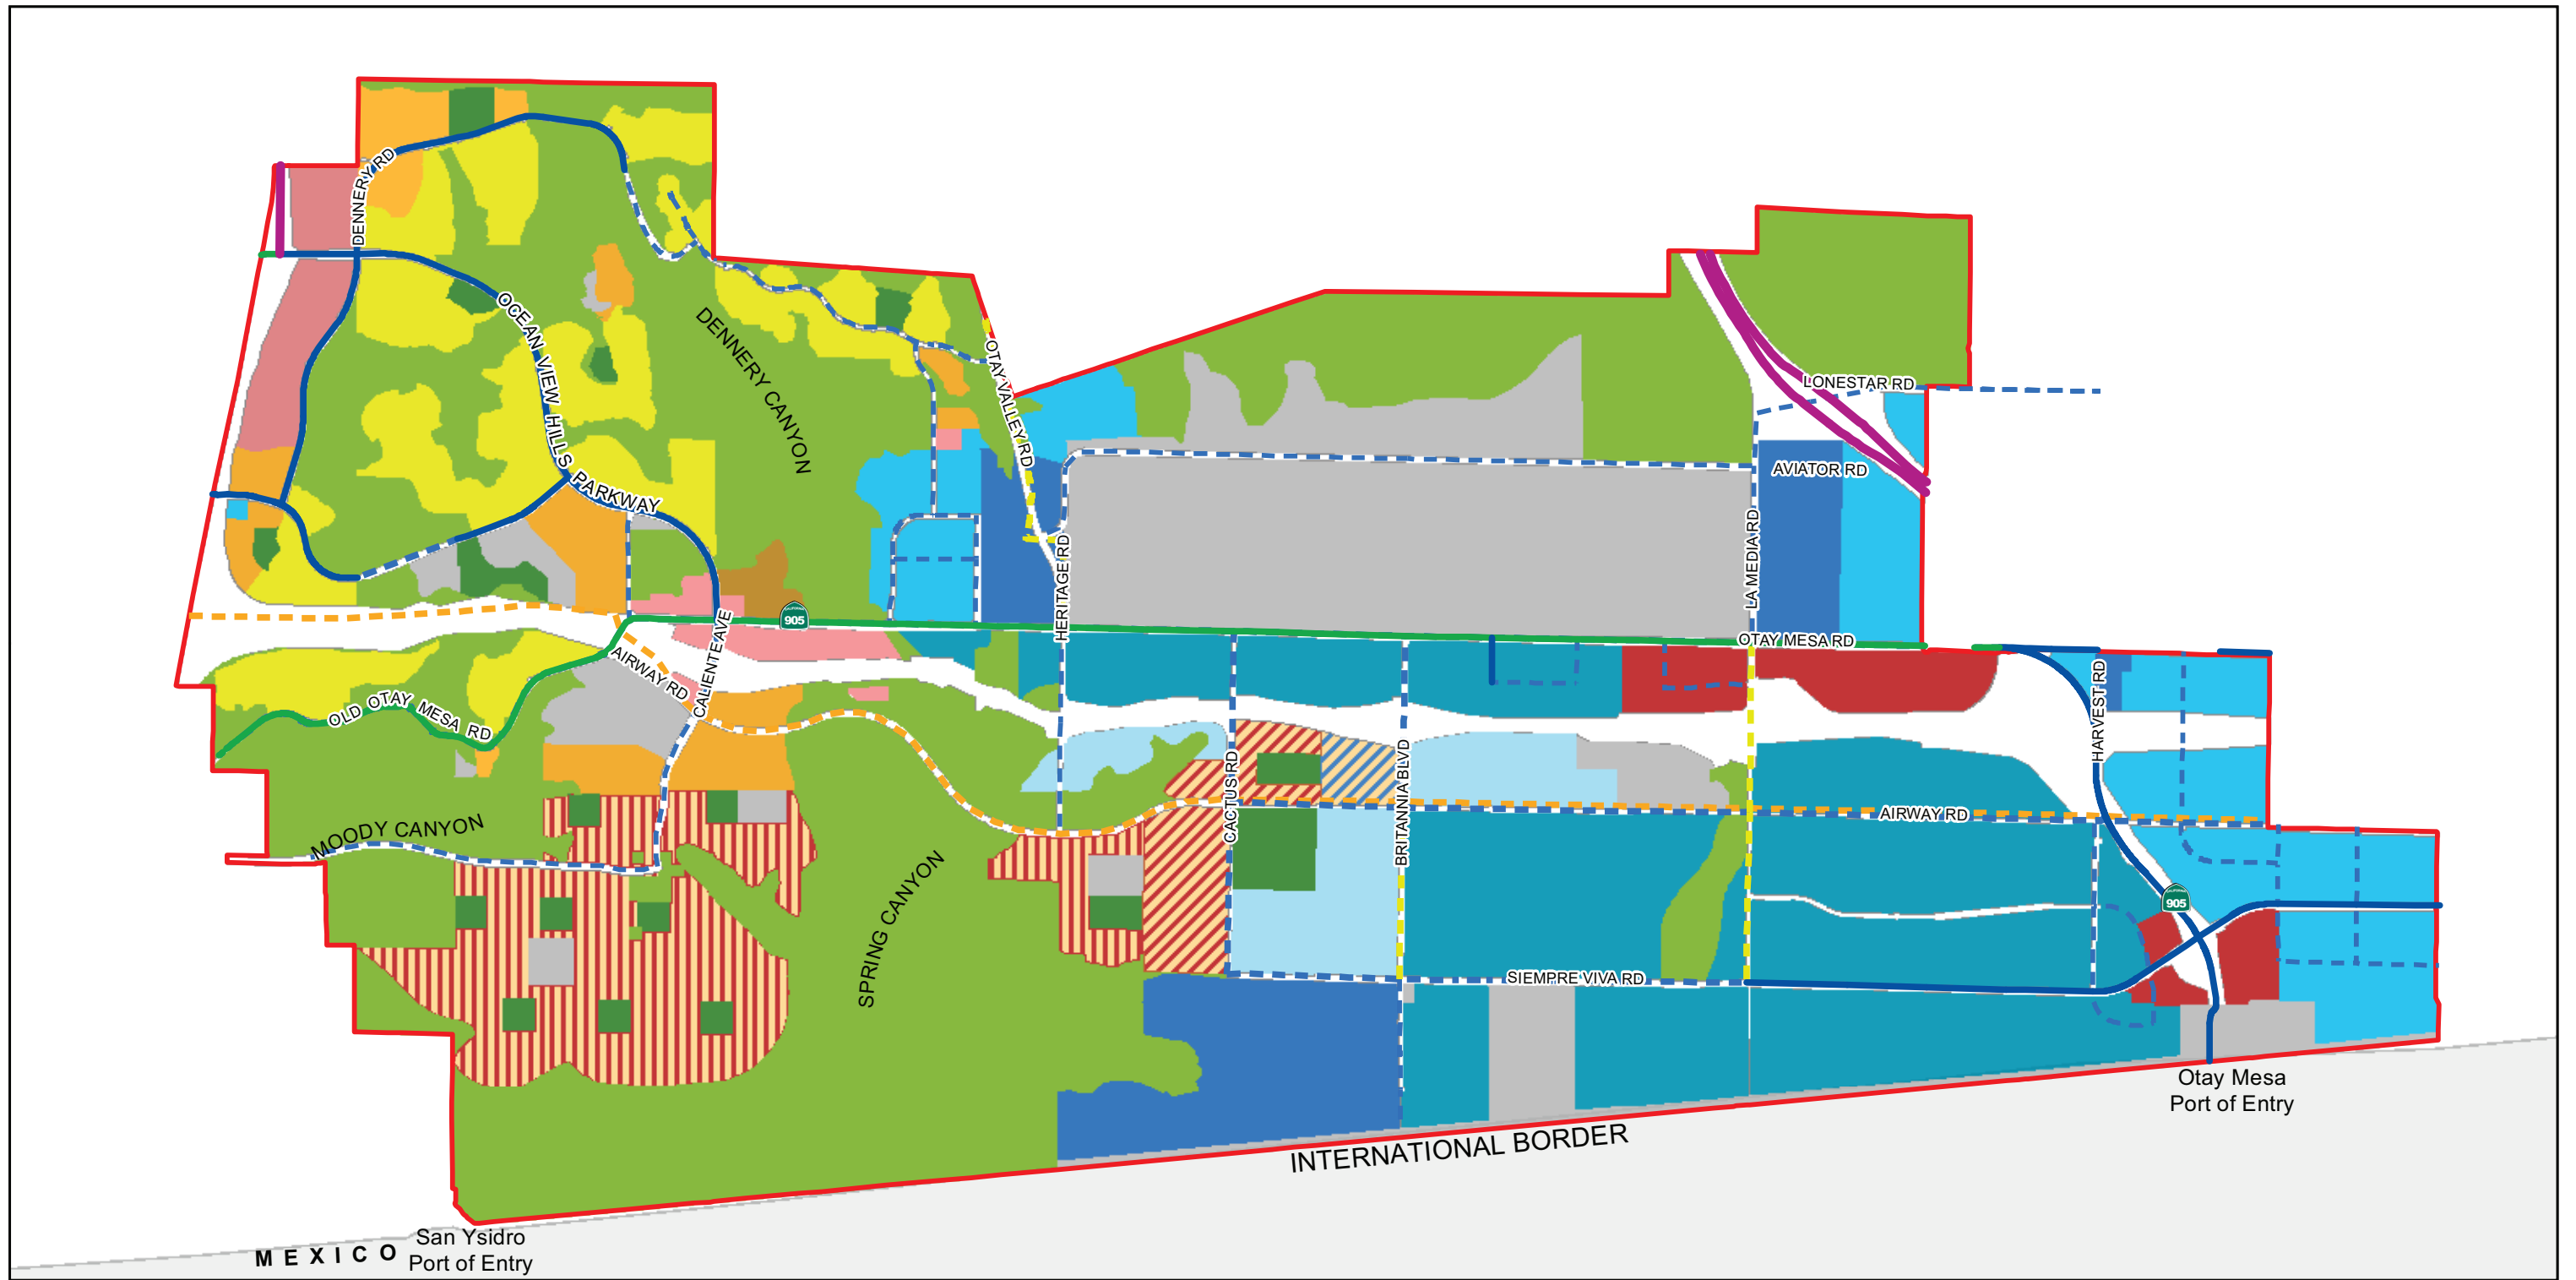 DENNERY RD
OCEAN VIEW HILLS PARKWAY
DENNERY CANYON
OTAY VALLEY RD
LONESTAR RD
AVIATOR RD
LA MEDIA RD
HERITAGE RD
905
OTAY MESA RD
CALIENTE AVE
AIRWAY RD
OLD OTAY MESA RD
HARVEST RD
CACTUS RD
BRITANNIA BLVD
AIRWAY RD
MOODY CANYON
SPRING CANYON
905
SIEMPRE VIVA RD
Otay Mesa
Port of Entry
INTERNATIONAL BORDER
San Ysidro
Port of Entry
MEXICO